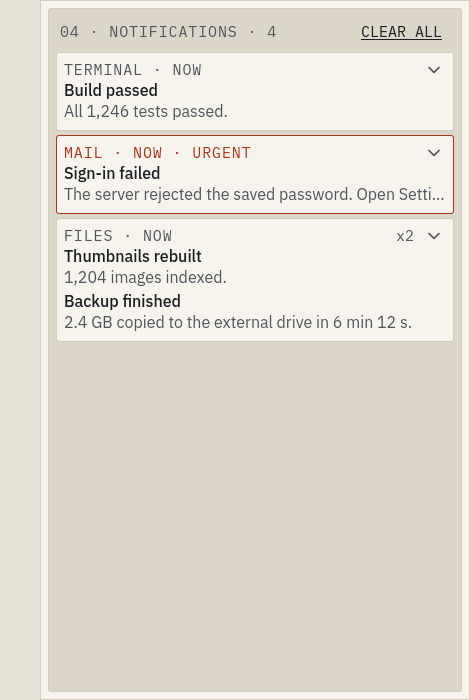 04 · NOTIFICATIONS · 4 CLEAR ALL
TERMINAL · NOW
Build passed
All 1,246 tests passed.
MAIL · NOW · URGENT
Sign-in failed
The server rejected the saved password. Open Setti…
FILES · NOW x2
Thumbnails rebuilt
1,204 images indexed.
Backup finished
2.4 GB copied to the external drive in 6 min 12 s.